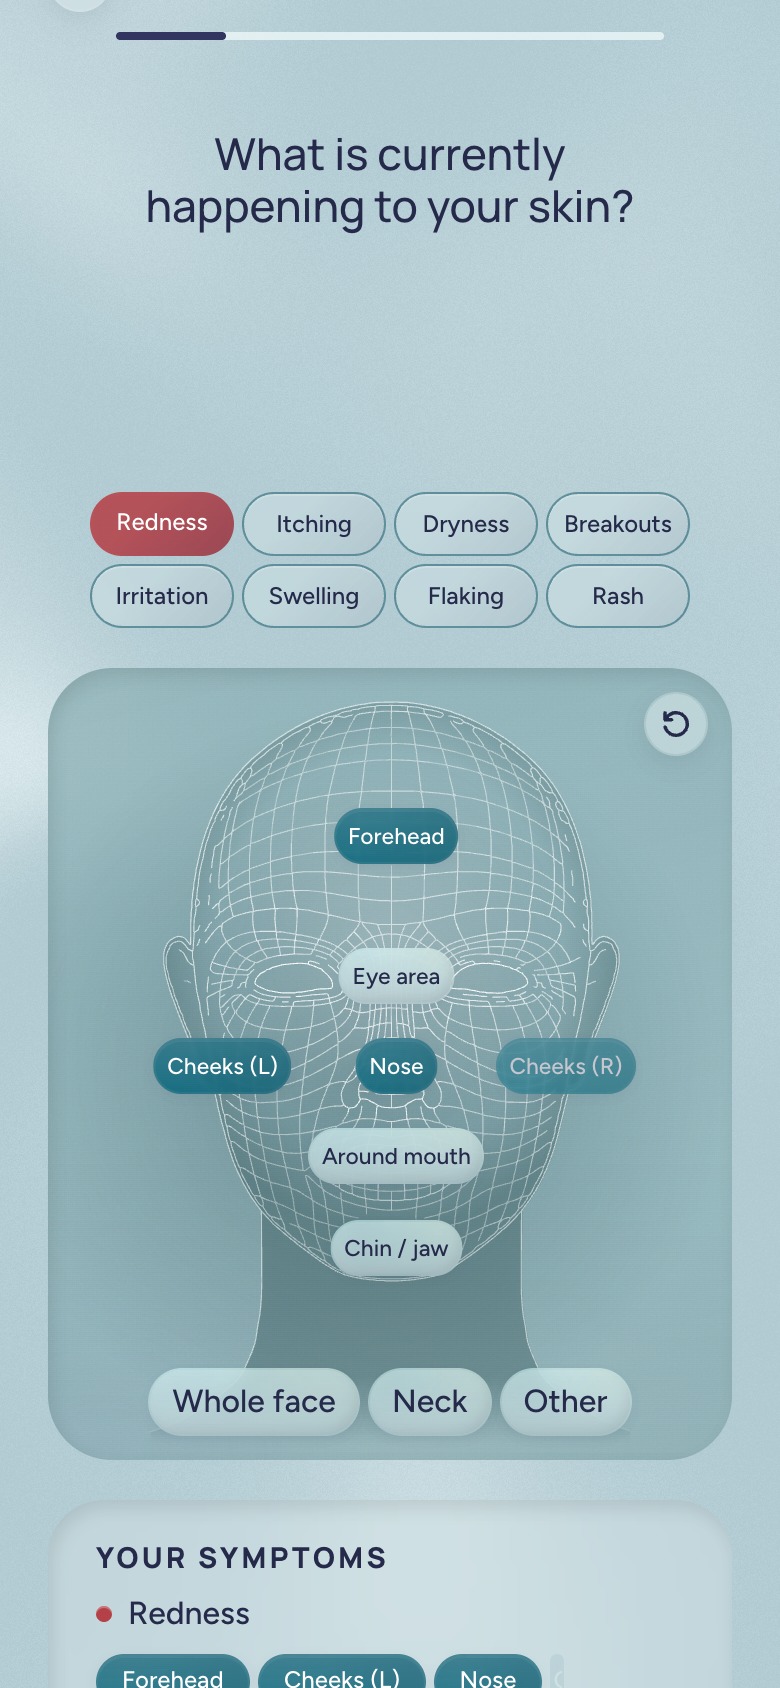 What is currently
happening to your skin?
Redness Itching Dryness Breakouts
Irritation Swelling Flaking Rash
Forehead
Eye area
Cheeks (L) Nose Cheeks (R)
Around mouth
Chin / jaw
Whole face Neck Other
YOUR SYMPTOMS
Redness
Forehead Cheeks (L) Nose